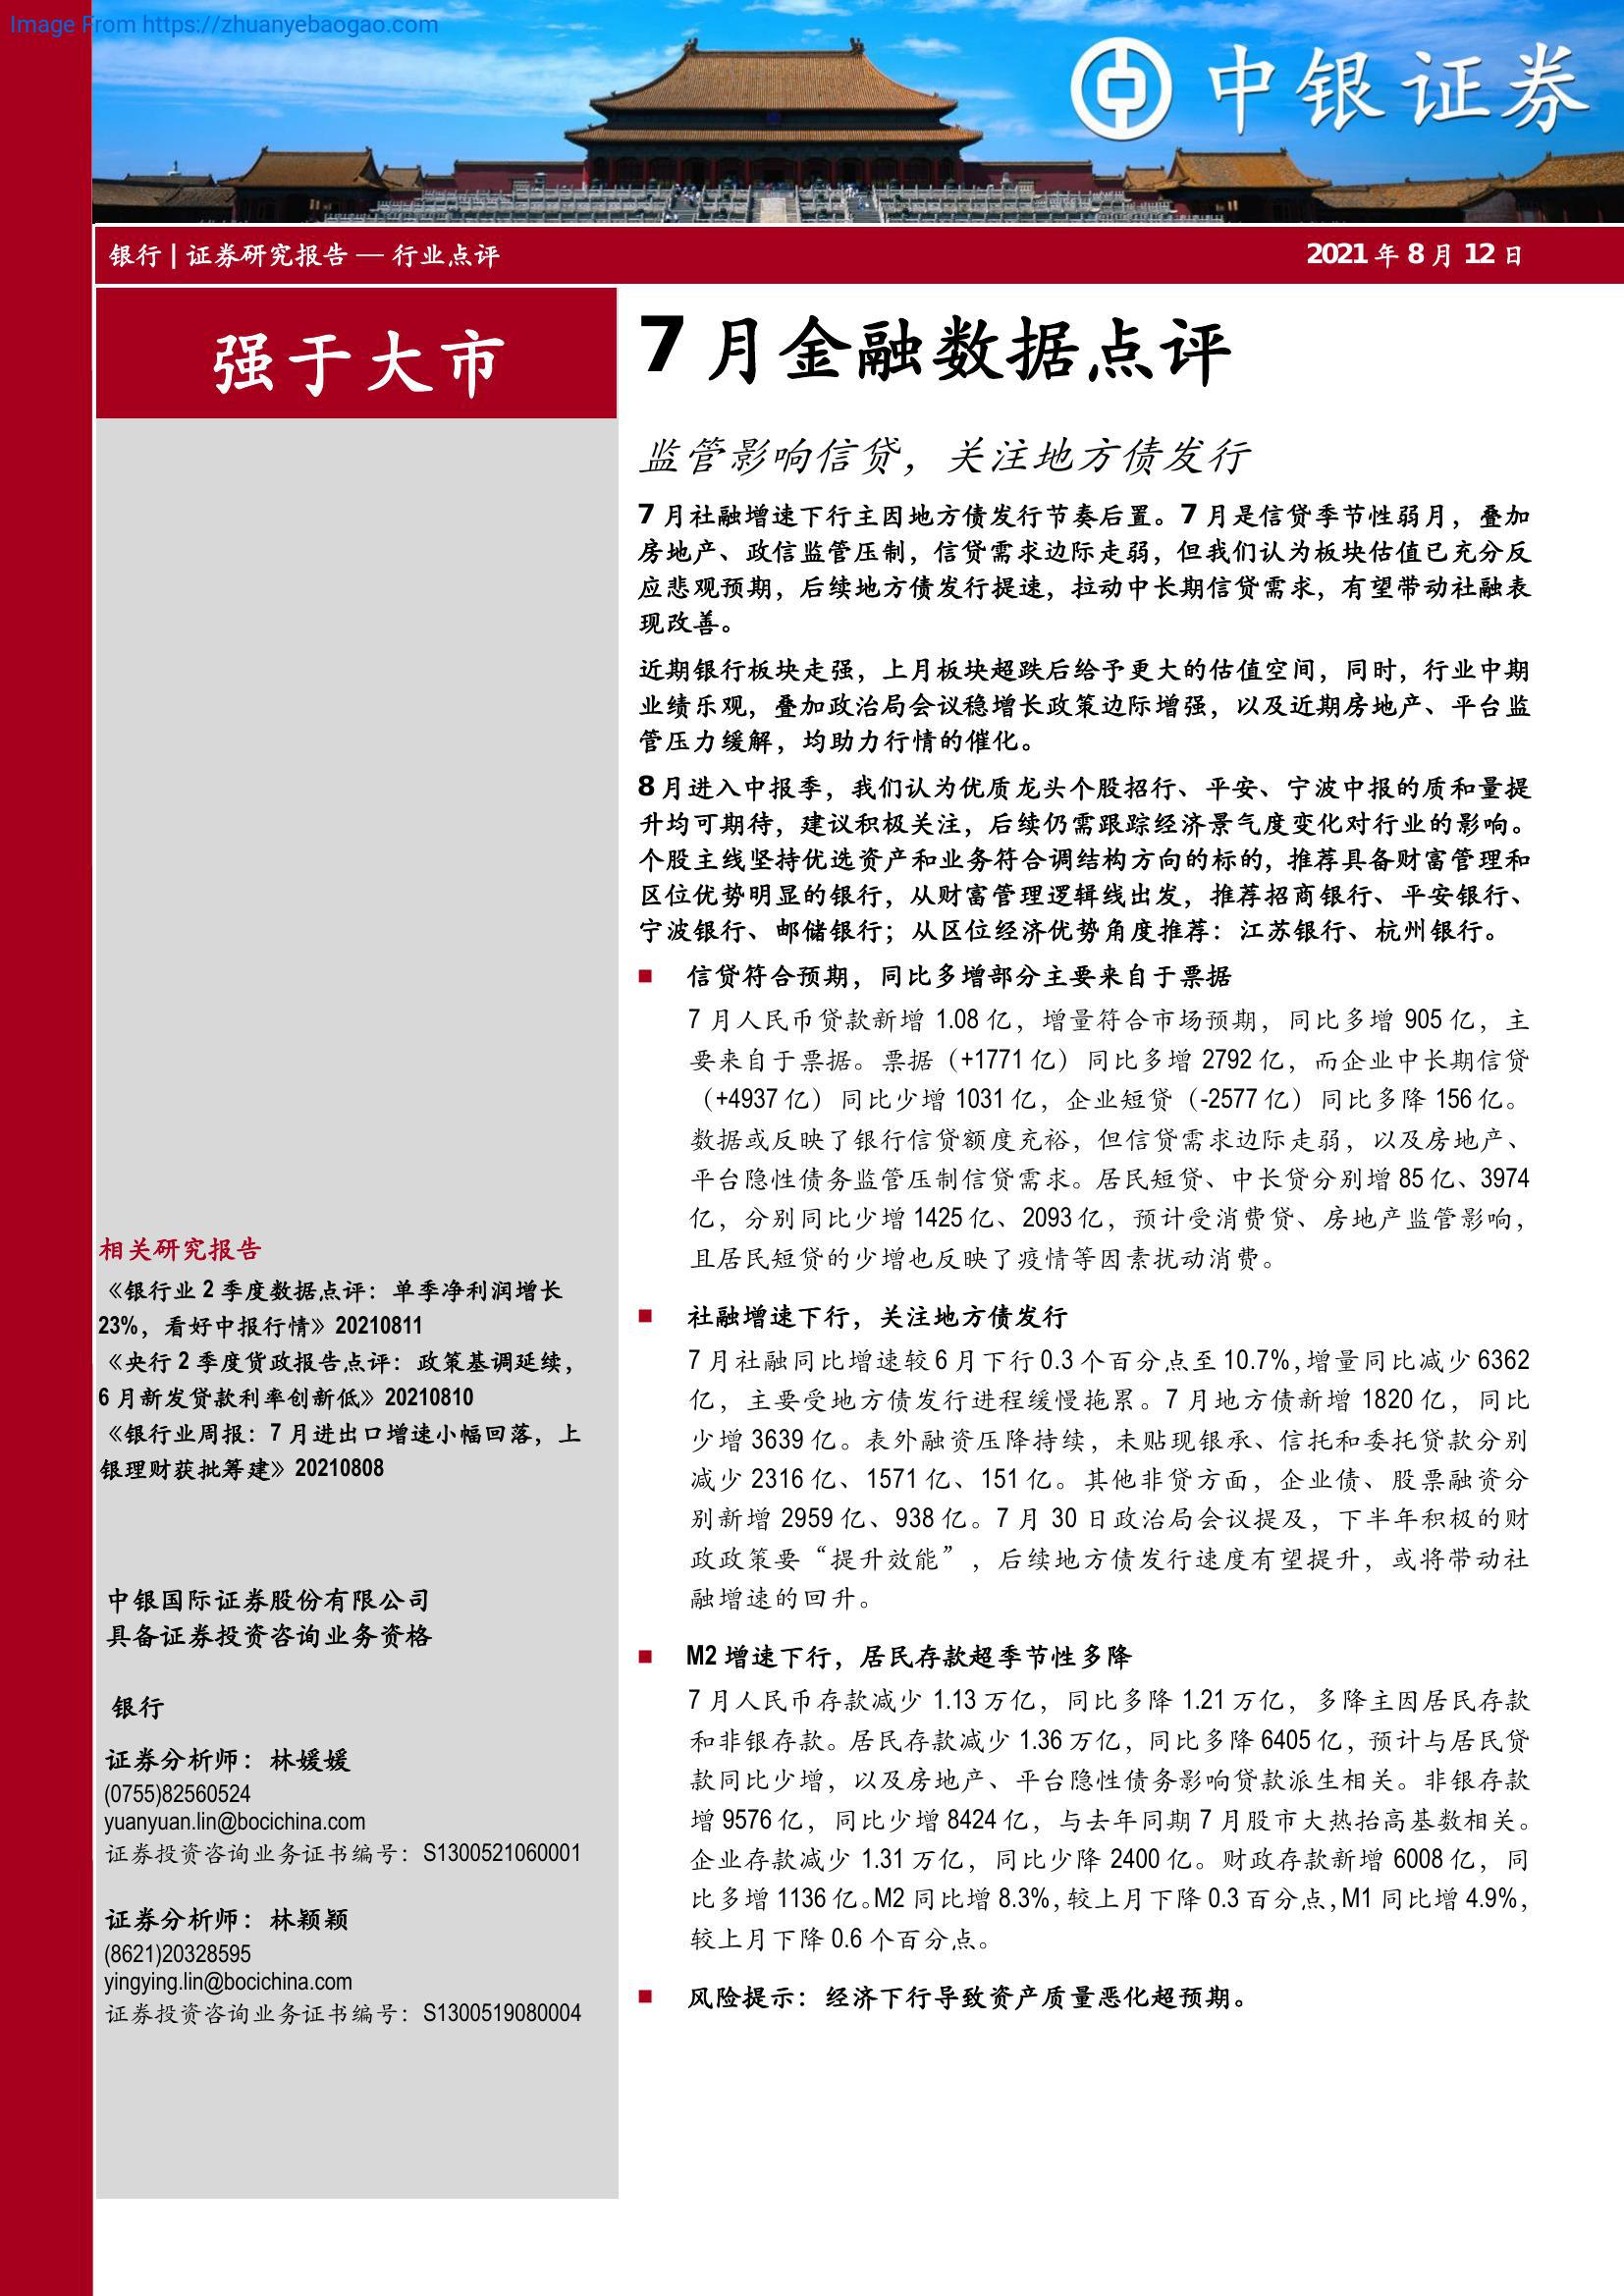 Image From https://zhuanyebaogao.com
中银证券
银行 | 证券研究报告 — 行业点评
2021 年 8 月 12 日
强于大市
相关研究报告
《银行业 2 季度数据点评：单季净利润增长
23%，看好中报行情》20210811
《央行 2 季度货政报告点评：政策基调延续，
6 月新发贷款利率创新低》20210810
《银行业周报：7 月进出口增速小幅回落，上
银理财获批筹建》20210808
中银国际证券股份有限公司
具备证券投资咨询业务资格
银行
证券分析师：林媛媛
(0755)82560524
yuanyuan.lin@bocichina.com
证券投资咨询业务证书编号：S1300521060001
证券分析师：林颖颖
(8621)20328595
yingying.lin@bocichina.com
证券投资咨询业务证书编号：S1300519080004
7 月金融数据点评
监管影响信贷，关注地方债发行
7 月社融增速下行主因地方债发行节奏后置。7 月是信贷季节性弱月，叠加
房地产、政信监管压制，信贷需求边际走弱，但我们认为板块估值已充分反
应悲观预期，后续地方债发行提速，拉动中长期信贷需求，有望带动社融表
现改善。
近期银行板块走强，上月板块超跌后给予更大的估值空间，同时，行业中期
业绩乐观，叠加政治局会议稳增长政策边际增强，以及近期房地产、平台监
管压力缓解，均助力行情的催化。
8 月进入中报季，我们认为优质龙头个股招行、平安、宁波中报的质和量提
升均可期待，建议积极关注，后续仍需跟踪经济景气度变化对行业的影响。
个股主线坚持优选资产和业务符合调结构方向的标的，推荐具备财富管理和
区位优势明显的银行，从财富管理逻辑线出发，推荐招商银行、平安银行、
宁波银行、邮储银行；从区位经济优势角度推荐：江苏银行、杭州银行。
■ 信贷符合预期，同比多增部分主要来自于票据
7 月人民币贷款新增 1.08 亿，增量符合市场预期，同比多增 905 亿，主
要来自于票据。票据（+1771 亿）同比多增 2792 亿，而企业中长期信贷
（+4937 亿）同比少增 1031 亿，企业短贷（-2577 亿）同比多降 156 亿。
数据或反映了银行信贷额度充裕，但信贷需求边际走弱，以及房地产、
平台隐性债务监管压制信贷需求。居民短贷、中长贷分别增 85 亿、3974
亿，分别同比少增 1425 亿、2093 亿，预计受消费贷、房地产监管影响，
且居民短贷的少增也反映了疫情等因素扰动消费。
■ 社融增速下行，关注地方债发行
7 月社融同比增速较 6 月下行 0.3 个百分点至 10.7%，增量同比减少 6362
亿，主要受地方债发行进程缓慢拖累。7 月地方债新增 1820 亿，同比
少增 3639 亿。表外融资压降持续，未贴现银承、信托和委托贷款分别
减少 2316 亿、1571 亿、151 亿。其他非贷方面，企业债、股票融资分
别新增 2959 亿、938 亿。7 月 30 日政治局会议提及，下半年积极的财
政政策要“提升效能”，后续地方债发行速度有望提升，或将带动社
融增速的回升。
■ M2 增速下行，居民存款超季节性多降
7 月人民币存款减少 1.13 万亿，同比多降 1.21 万亿，多降主因居民存款
和非银存款。居民存款减少 1.36 万亿，同比多降 6405 亿，预计与居民贷
款同比少增，以及房地产、平台隐性债务影响贷款派生相关。非银存款
增 9576 亿，同比少增 8424 亿，与去年同期 7 月股市大热抬高基数相关。
企业存款减少 1.31 万亿，同比少降 2400 亿。财政存款新增 6008 亿，同
比多增 1136 亿。M2 同比增 8.3%，较上月下降 0.3 百分点，M1 同比增 4.9%，
较上月下降 0.6 个百分点。
■ 风险提示：经济下行导致资产质量恶化超预期。